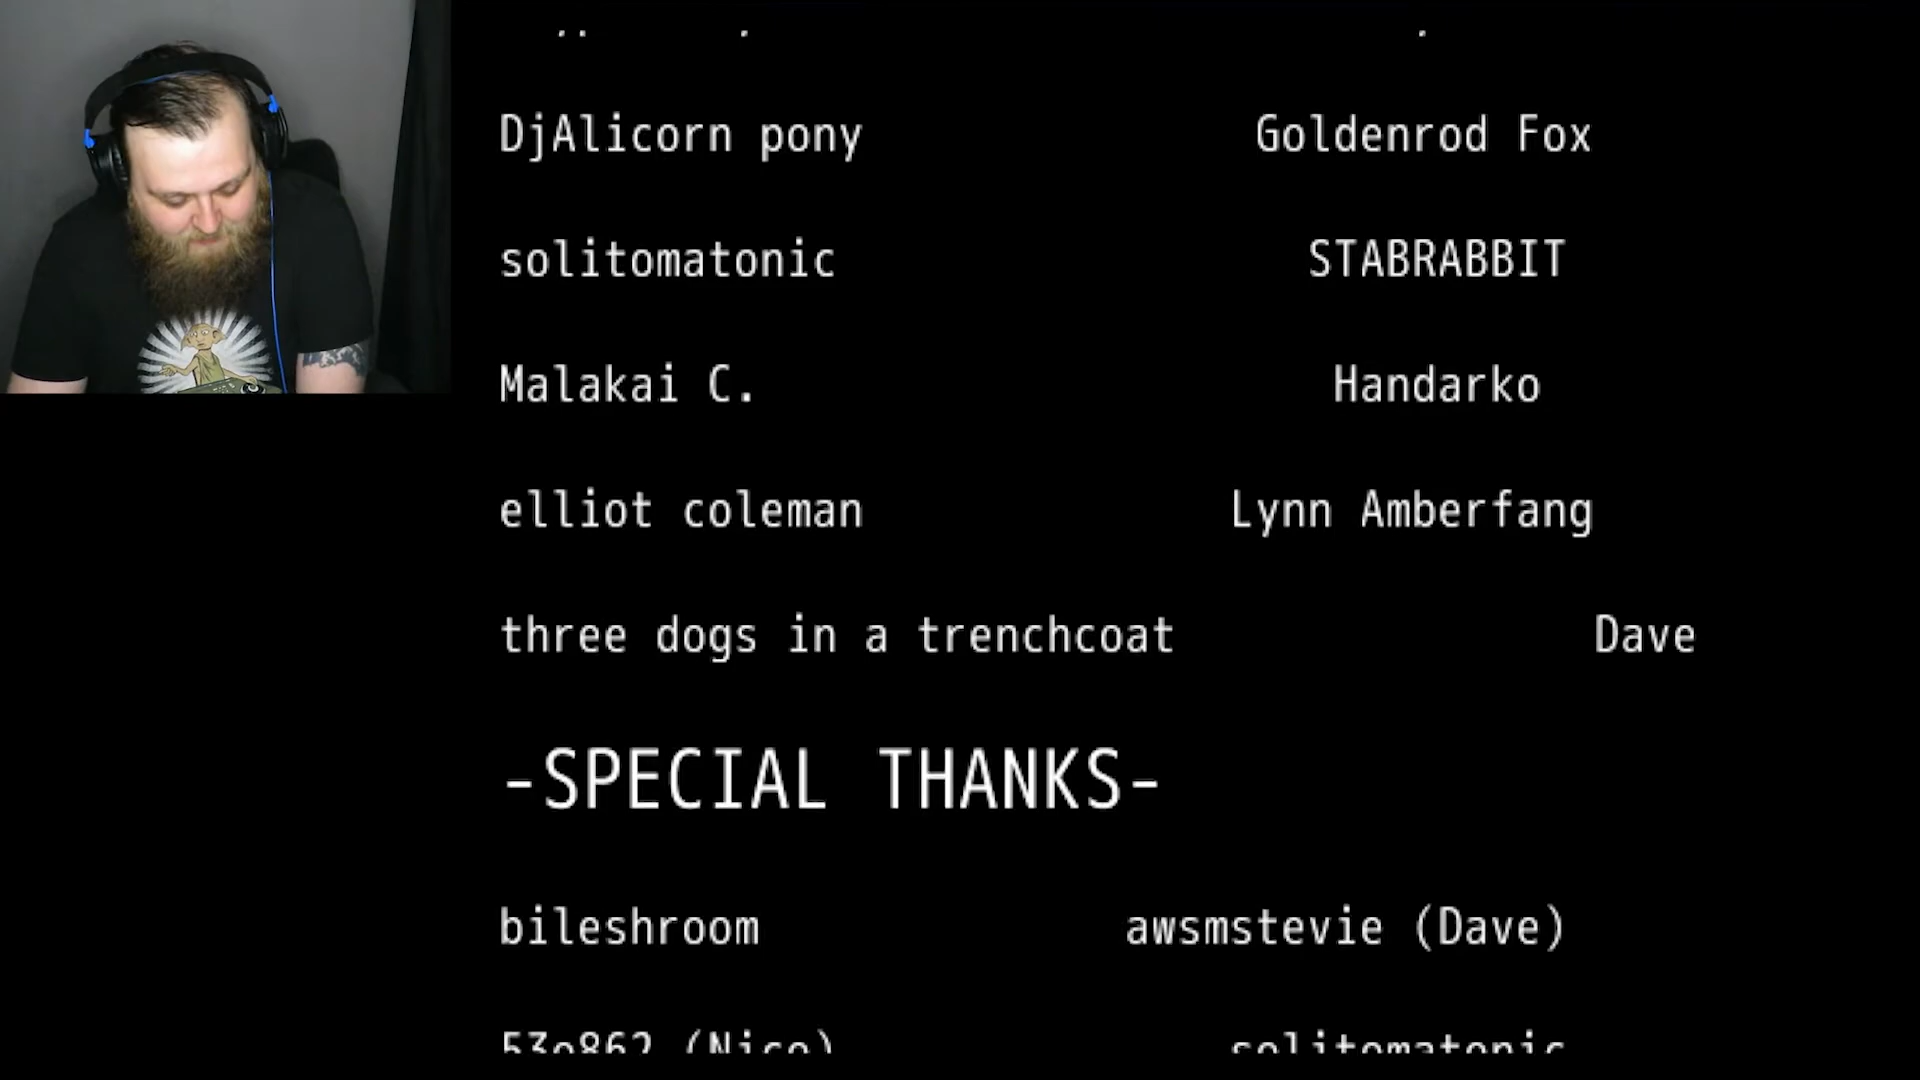 DjAlicorn pony Goldenrod Fox
solitomatonic STABRABBIT
Malakai C. Handarko
elliot coleman Lynn Amberfang
three dogs in a trenchcoat Dave
-SPECIAL THANKS-
bileshroom awsmstevie (Dave)
solitomatonic